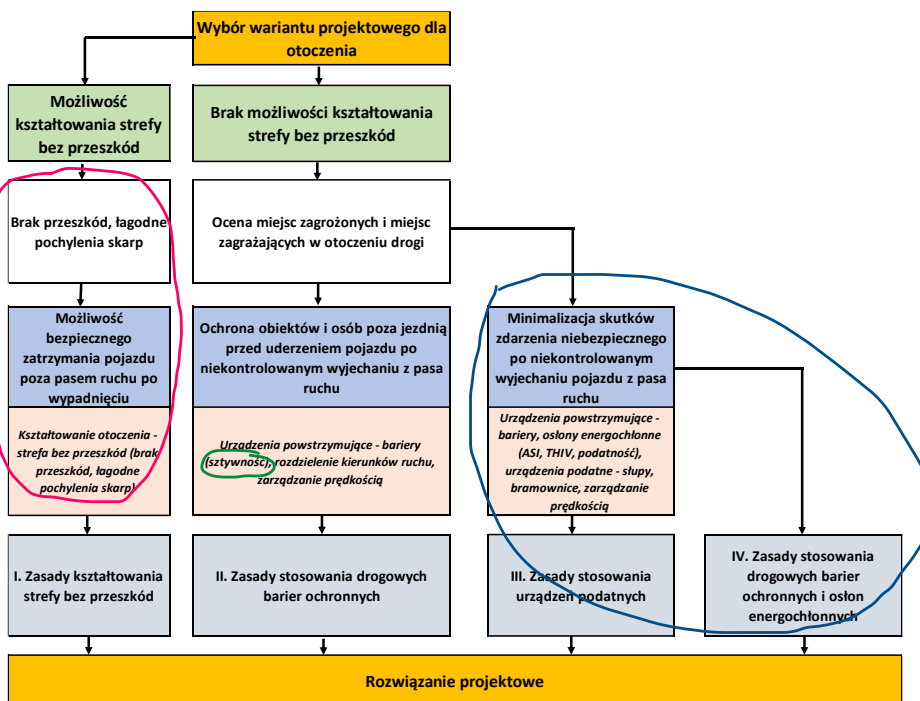 Wybór wariantu projektowego dla
otoczenia
Możliwość
kształtowania strefy
bez przeszkód
Brak możliwości kształtowania
strefy bez przeszkód
Brak przeszkód, łagodne
pochylenia skarp
Ocena miejsc zagrożonych i miejsc
zagrażających w otoczeniu drogi
Możliwość
bezpiecznego
zatrzymania pojazdu
poza pasem ruchu po
wypadnięciu
Ochrona obiektów i osób poza jezdnią
przed uderzeniem pojazdu po
niekontrolowanym wyjechaniu z pasa
ruchu
Minimalizacja skutków
zdarzenia niebezpiecznego
po niekontrolowanym
wyjechaniu pojazdu z pasa
ruchu
Kształtowanie otoczenia -
strefa bez przeszkód (brak
przeszkód, łagodne
pochylenia skarp)
Urządzenia powstrzymujące - bariery
(sztywność), rozdzielenie kierunków ruchu,
zarządzanie prędkością
Urządzenia powstrzymujące -
bariery, osłony energochłonne
(ASI, THIV, podatność),
urządzenia podatne - słupy,
bramownice, zarządzanie
prędkością
I. Zasady kształtowania
strefy bez przeszkód
II. Zasady stosowania drogowych
barier ochronnych
III. Zasady stosowania
urządzeń podatnych
IV. Zasady stosowania
drogowych barier
ochronnych i osłon
energochłonnych
Rozwiązanie projektowe